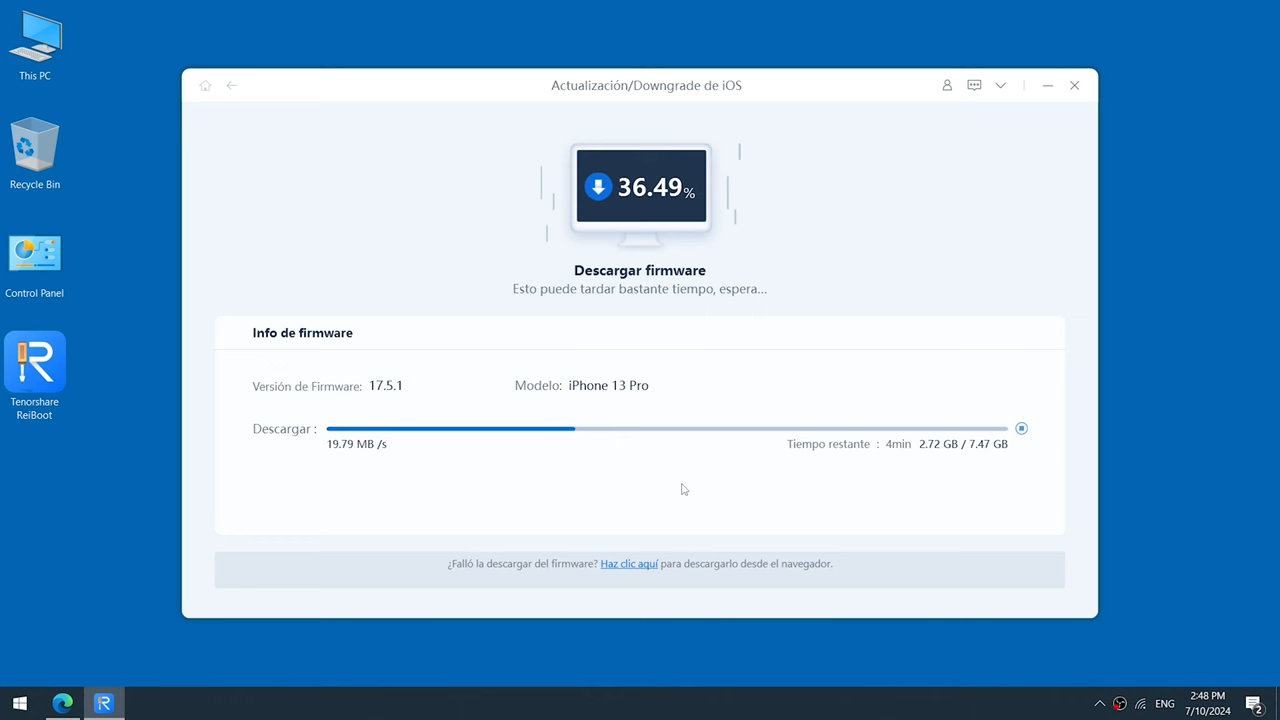 This PC
Recycle Bin
Control Panel
Tenorshare
ReiBoot
Actualización/Downgrade de iOS
36.49%
Descargar firmware
Esto puede tardar bastante tiempo, espera...
Info de firmware
Versión de Firmware: 17.5.1 Modelo: iPhone 13 Pro
Descargar :
19.79 MB /s Tiempo restante : 4min 2.72 GB / 7.47 GB
¿Falló la descargar del firmware? Haz clic aquí para descargarlo desde el navegador.
ENG
2:48 PM
7/10/2024
2